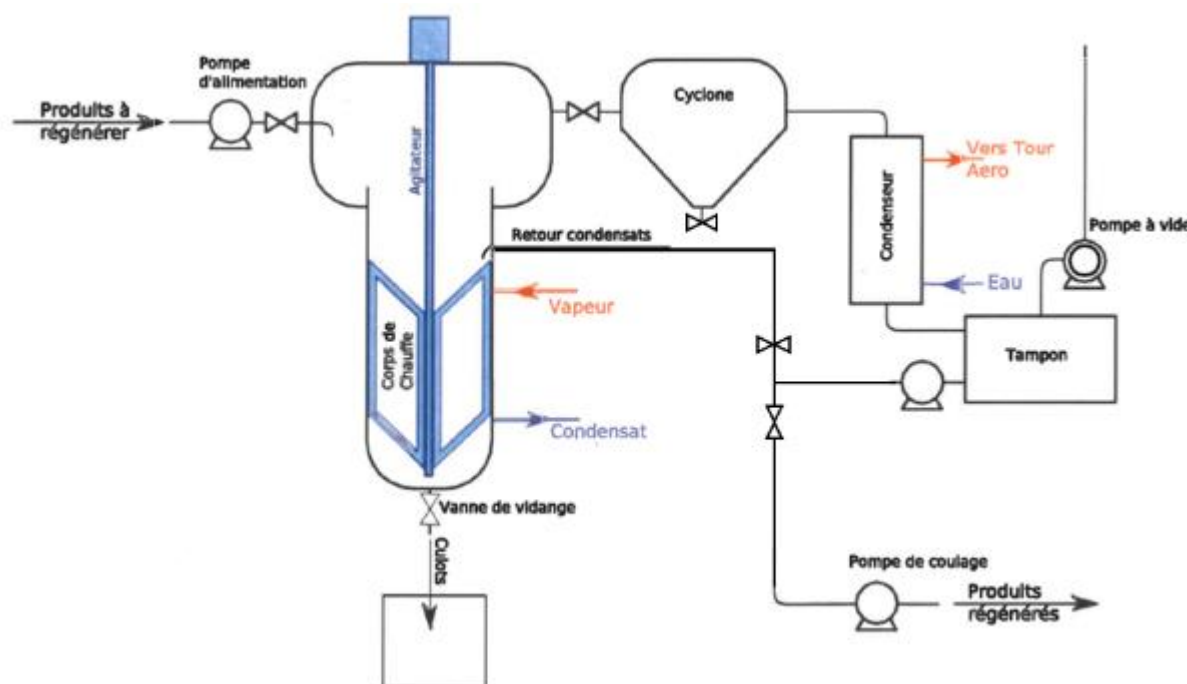 Pompe
d'alimentation
Produits à
régénérer
Agitateur
Cyclone
Vers Tour
Aero
Condenseur
Pompe à vide
Retour condensats
Eau
Vapeur
Corps de
Chauffe
Tampon
Condensat
Vanne de vidange
Culots
Pompe de coulage
Produits
régénérés